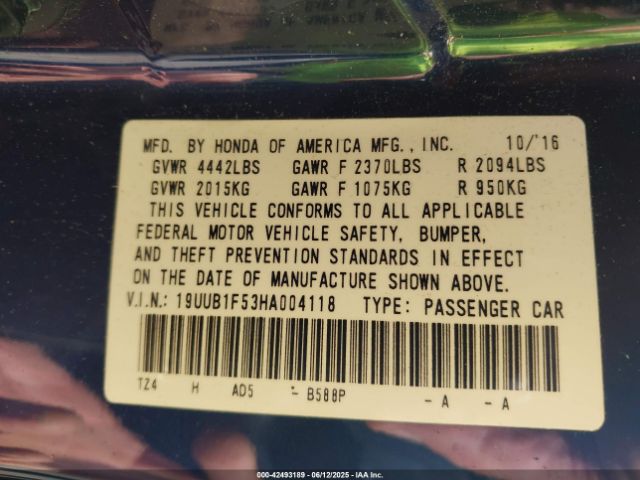 MFD. BY HONDA OF AMERICA MFG., INC. 10/'16
GVWR 4442LBS GAWR F 2370LBS R 2094LBS
GVWR 2015KG GAWR F 1075KG R 950KG
THIS VEHICLE CONFORMS TO ALL APPLICABLE
FEDERAL MOTOR VEHICLE SAFETY, BUMPER,
AND THEFT PREVENTION STANDARDS IN EFFECT
ON THE DATE OF MANUFACTURE SHOWN ABOVE.
V.I.N.: 19UUB1F53HA004118 TYPE: PASSENGER CAR
TZ4 H AD5 - B588P - A - A
000-42493189 - 06/12/2025 - IAA Inc.